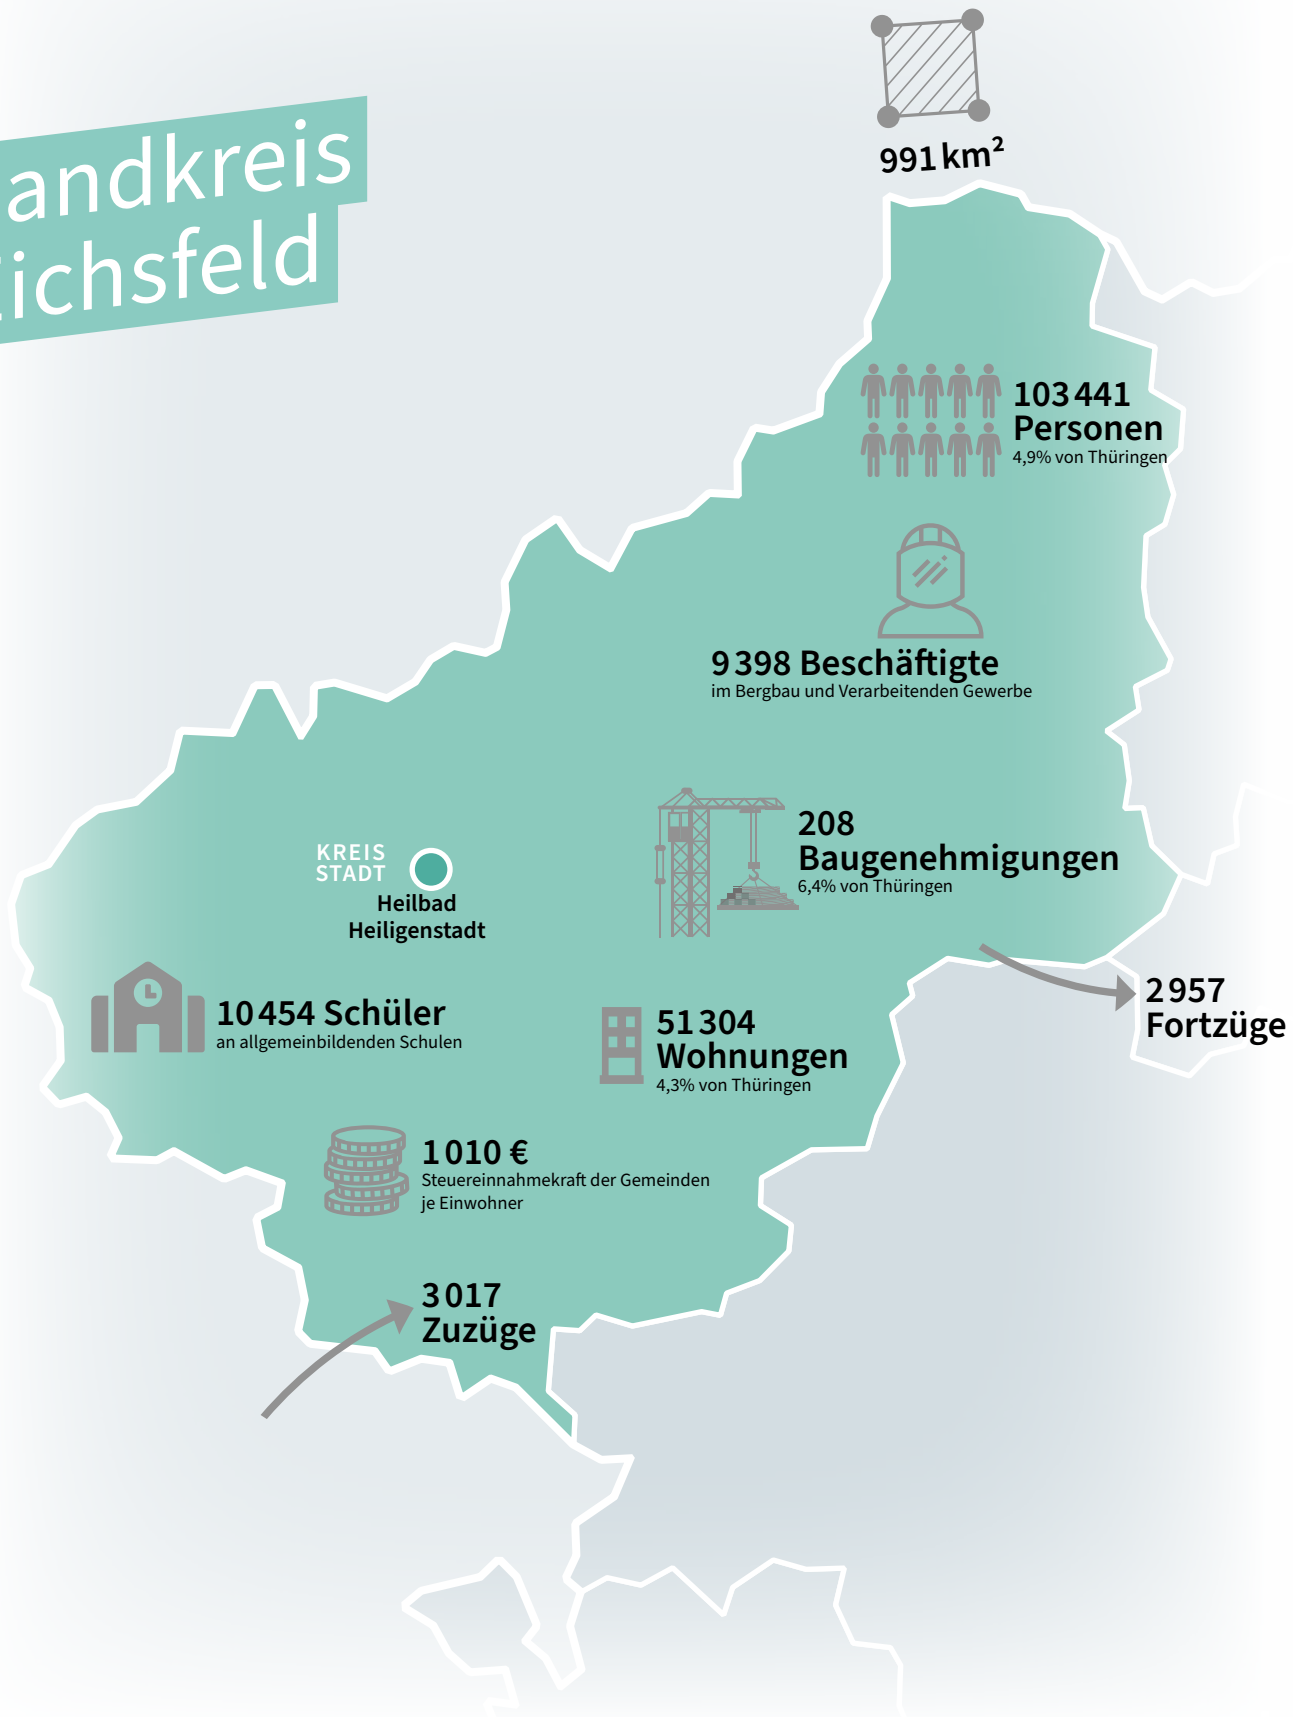 andkreis
ichsfeld
991 km²
103 441
Personen
4,9% von Thüringen
9 398 Beschäftigte
im Bergbau und Verarbeitenden Gewerbe
208
Baugenehmigungen
6,4% von Thüringen
KREIS
STADT
Heilbad
Heiligenstadt
2 957
Fortzüge
10 454 Schüler
an allgemeinbildenden Schulen
51 304
Wohnungen
4,3% von Thüringen
1 010 €
Steuereinnahmekraft der Gemeinden
je Einwohner
3 017
Zuzüge